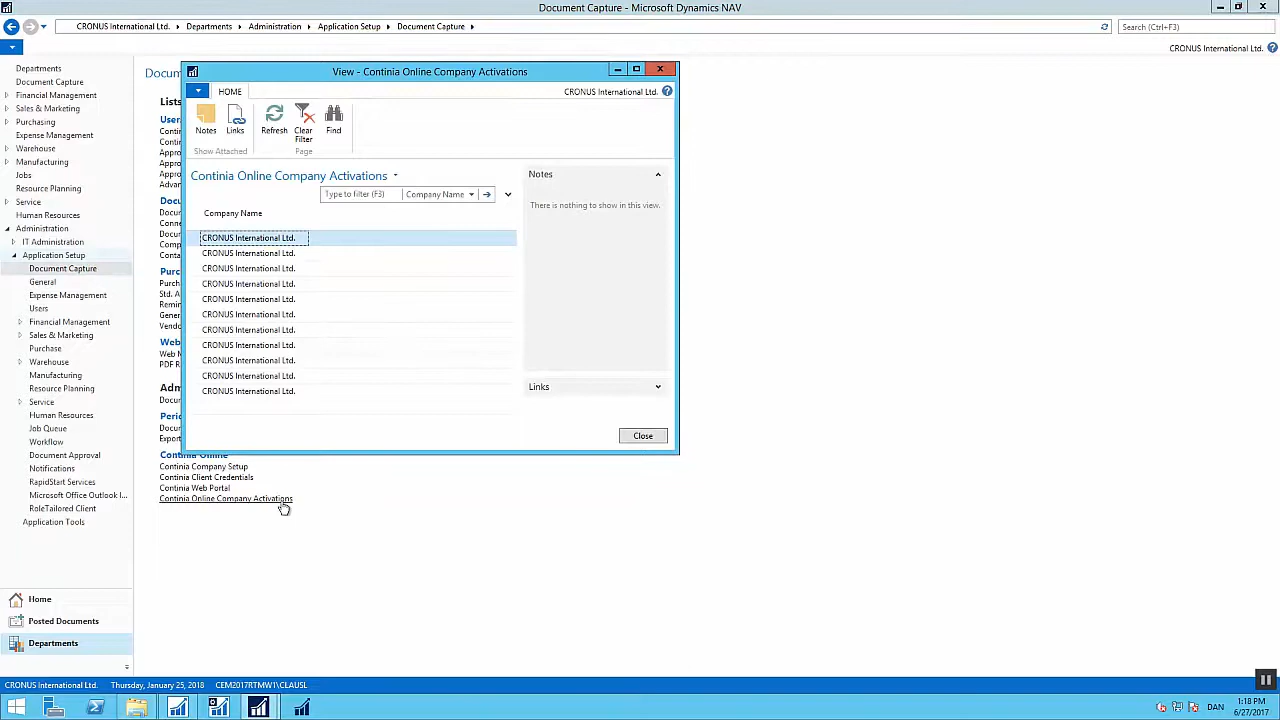 Document Capture - Microsoft Dynamics NAV
CRONUS International Ltd. Departments Administration Application Setup Document Capture
Search (Ctrl+F3)
CRONUS International Ltd.
Departments
Document Capture
Financial Management
Sales & Marketing
Purchasing
Expense Management
Warehouse
Manufacturing
Jobs
Resource Planning
Service
Human Resources
Administration
IT Administration
Application Setup
Document Capture
General
Expense Management
Users
Financial Management
Sales & Marketing
Purchase
Warehouse
Manufacturing
Resource Planning
Service
Human Resources
Job Queue
Workflow
Document Approval
Notifications
RapidStart Services
Microsoft Office Outlook I...
RoleTailored Client
Application Tools
Home
Posted Documents
Departments
View - Continia Online Company Activations
HOME
CRONUS International Ltd.
Notes
Links
Refresh
Clear Filter
Find
Show Attached
Page
Continia Online Company Activations
Type to filter (F3) Company Name
Company Name
CRONUS International Ltd.
CRONUS International Ltd.
CRONUS International Ltd.
CRONUS International Ltd.
CRONUS International Ltd.
CRONUS International Ltd.
CRONUS International Ltd.
CRONUS International Ltd.
CRONUS International Ltd.
CRONUS International Ltd.
CRONUS International Ltd.
Notes
There is nothing to show in this view.
Links
Close
Continia Online
Continia Company Setup
Continia Client Credentials
Continia Web Portal
Continia Online Company Activations
CRONUS International Ltd. Thursday, January 25, 2018 CEM2017RTMW1\CLAUSL
DAN
1:18 PM
6/27/2017